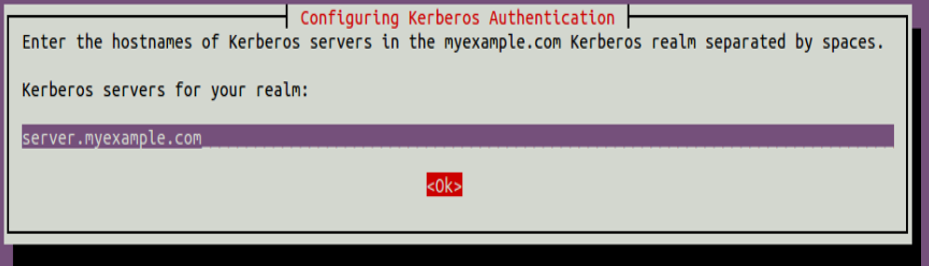 Configuring Kerberos Authentication
Enter the hostnames of Kerberos servers in the myexample.com Kerberos realm separated by spaces.
Kerberos servers for your realm:
server.myexample.com
<Ok>